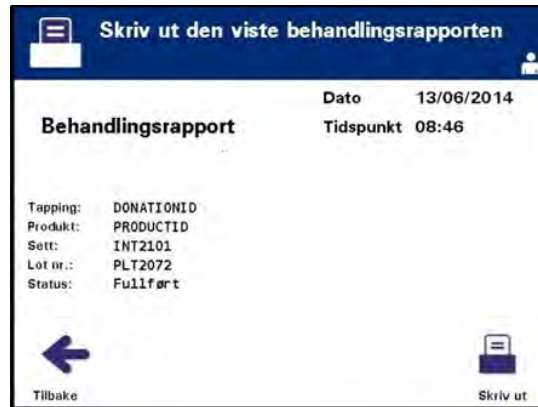 Skriv ut den viste behandlingsrapporten
Dato 13/06/2014
Behandlingsrapport
Tidspunkt 08:46
Tapping: DONATIONID
Produkt: PRODUCTID
Sett: INT2101
Lot nr.: PLT2072
Status: Fullført
Tilbake
Skriv ut